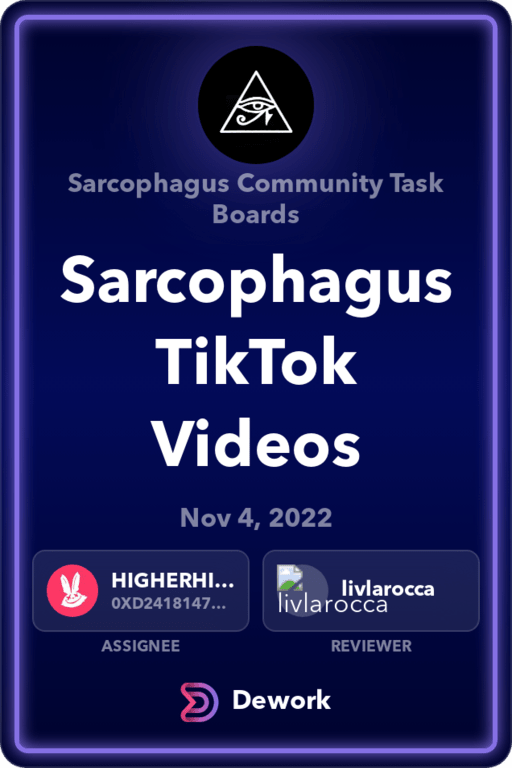 Sarcophagus Community Task
Boards
Sarcophagus
TikTok
Videos
Nov 4, 2022
HIGHERHI...
0XD2418147...
ASSIGNEE
livlarocca
livlarocca
REVIEWER
Dework